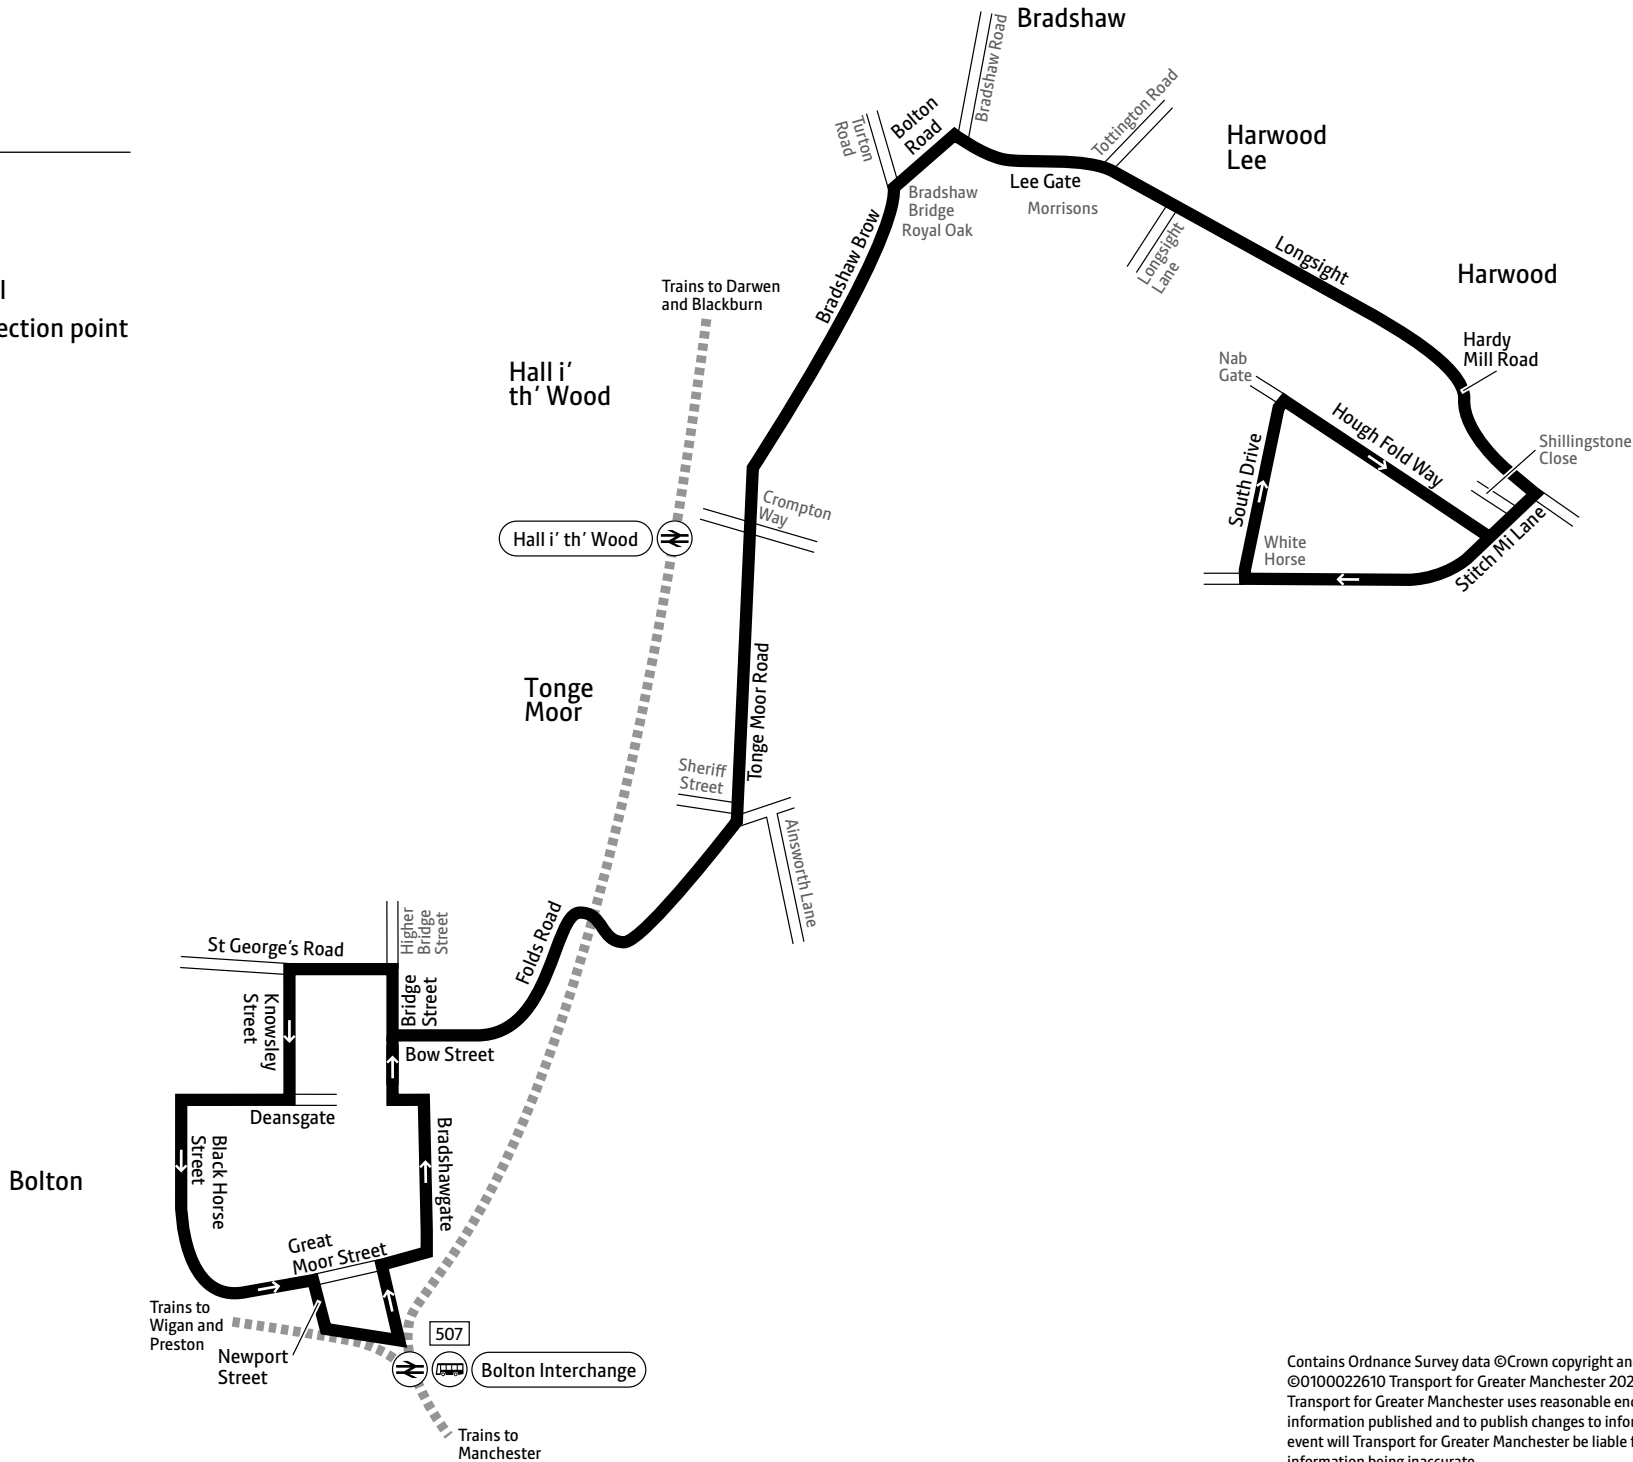 l
ection point
Bradshaw
Bradshaw Road
Turton
Road
Bolton
Road
Tottington Road
Harwood
Lee
Lee Gate
Bradshaw
Bridge
Royal Oak
Morrisons
Longsight
Lane
Longsight
Harwood
Bradshaw Brow
Trains to Darwen
and Blackburn
Hardy
Mill Road
Nab
Gate
Hough Fold Way
Shillingstone
Close
South Drive
White
Horse
Stitch Mi Lane
Hall i’
th’ Wood
Crompton
Way
Hall i’ th’ Wood
Tonge
Moor
Tonge Moor Road
Sheriff
Street
Ainsworth Lane
Folds Road
Higher
Bridge
Street
St George’s Road
Bridge
Street
Knowsley
Street
Bow Street
Deansgate
Black Horse
Street
Bradshawgate
Bolton
Great
Moor Street
Trains to
Wigan and
Preston
Newport
Street
507
Bolton Interchange
Trains to
Manchester
Contains Ordnance Survey data ©Crown copyright an
©0100022610 Transport for Greater Manchester 202
Transport for Greater Manchester uses reasonable en
information published and to publish changes to infor
event will Transport for Greater Manchester be liable f
information being inaccurate